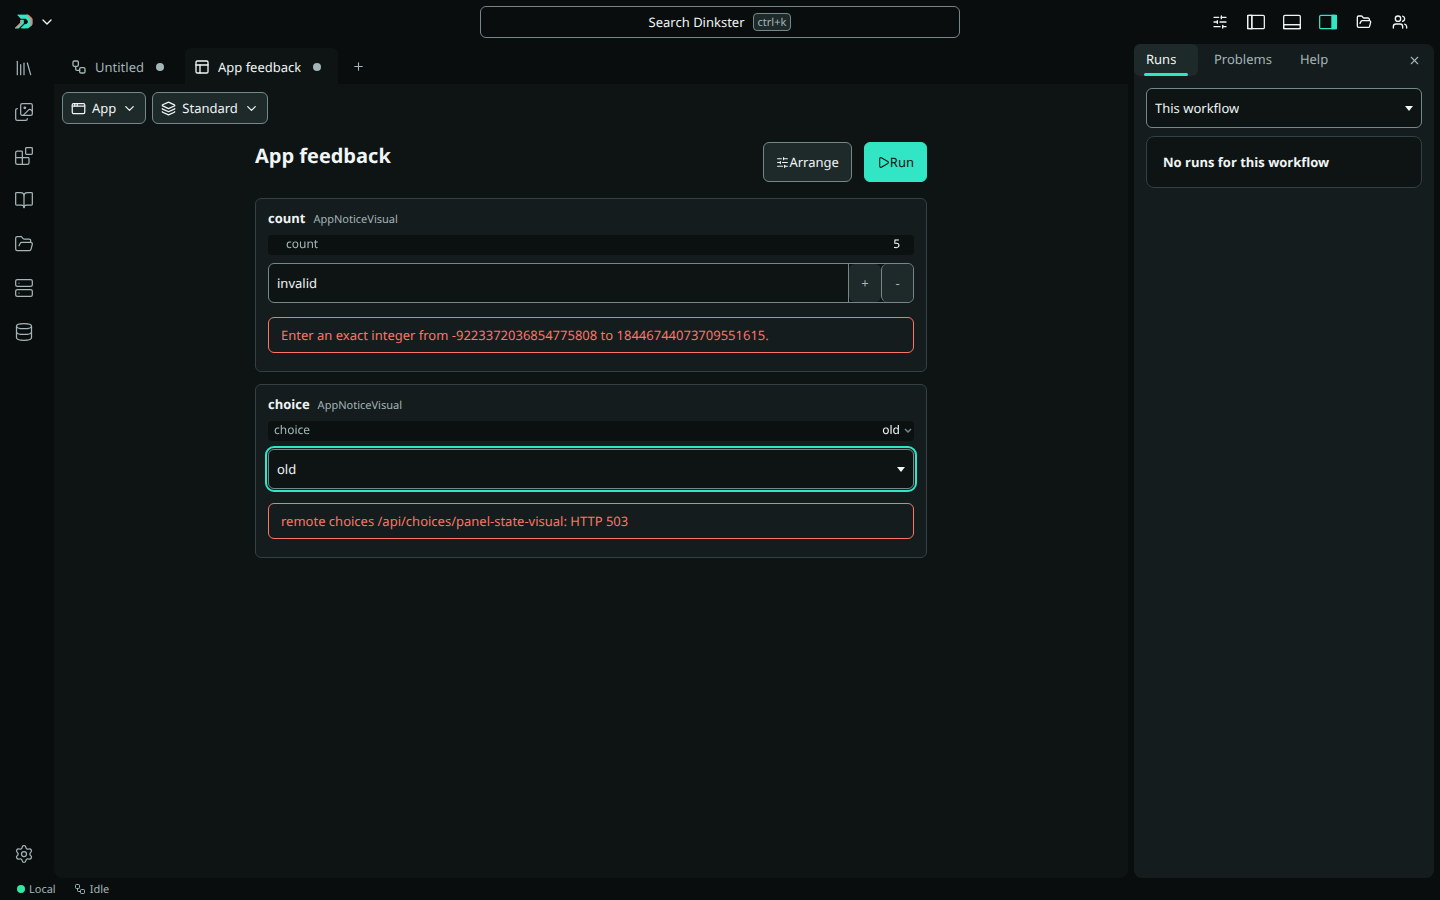 Search Dinkster ctrl+k
Untitled
App feedback
Runs
Problems
Help
App
Standard
This workflow
No runs for this workflow
App feedback
Arrange
Run
count AppNoticeVisual
count 5
invalid + -
Enter an exact integer from -9223372036854775808 to 18446744073709551615.
choice AppNoticeVisual
choice old
old
remote choices /api/choices/panel-state-visual: HTTP 503
Local
Idle